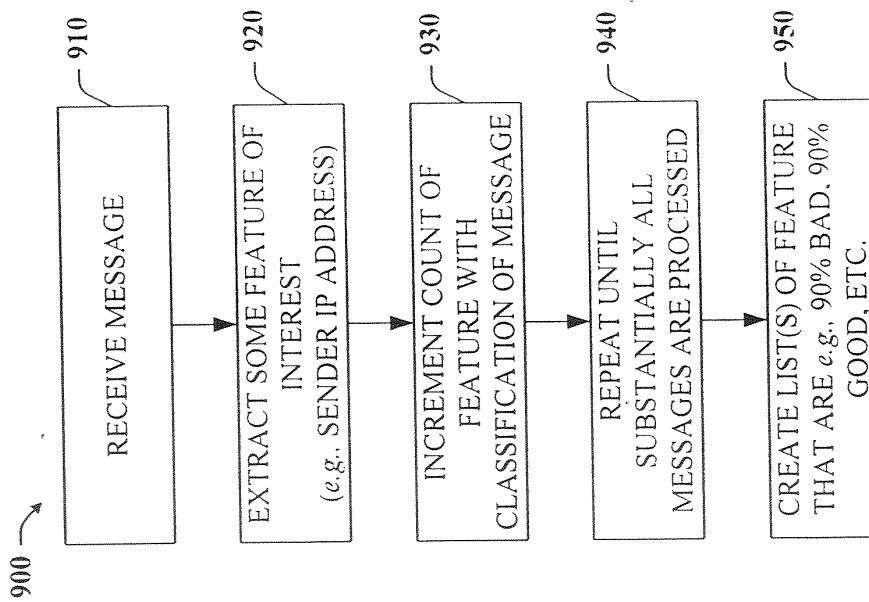 900
910
RECEIVE MESSAGE
920
EXTRACT SOME FEATURE OF
INTEREST
(e.g., SENDER IP ADDRESS)
930
INCREMENT COUNT OF
FEATURE WITH
CLASSIFICATION OF MESSAGE
940
REPEAT UNTIL
SUBSTANTIALLY ALL
MESSAGES ARE PROCESSED
950
CREATE LIST(S) OF FEATURE
THAT ARE e.g., 90% BAD. 90%
GOOD, ETC.